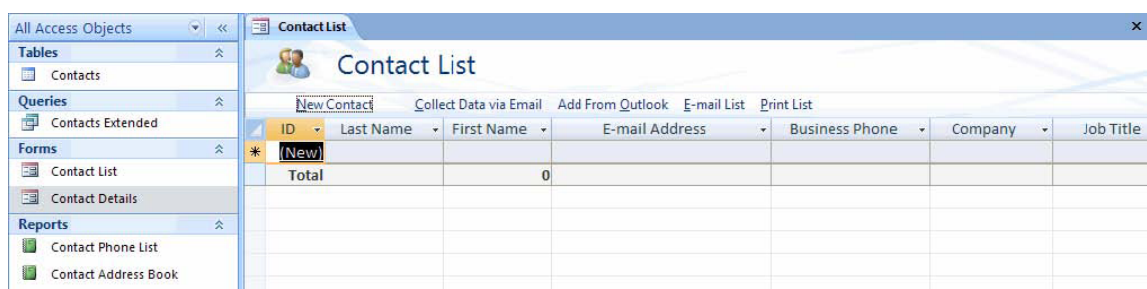 All Access Objects
Tables
Contacts
Queries
Contacts Extended
Forms
Contact List
Contact Details
Reports
Contact Phone List
Contact Address Book
Contact List
Contact List
New Contact Collect Data via Email Add From Outlook E-mail List Print List
ID Last Name First Name E-mail Address Business Phone Company Job Title
* (New)
Total 0